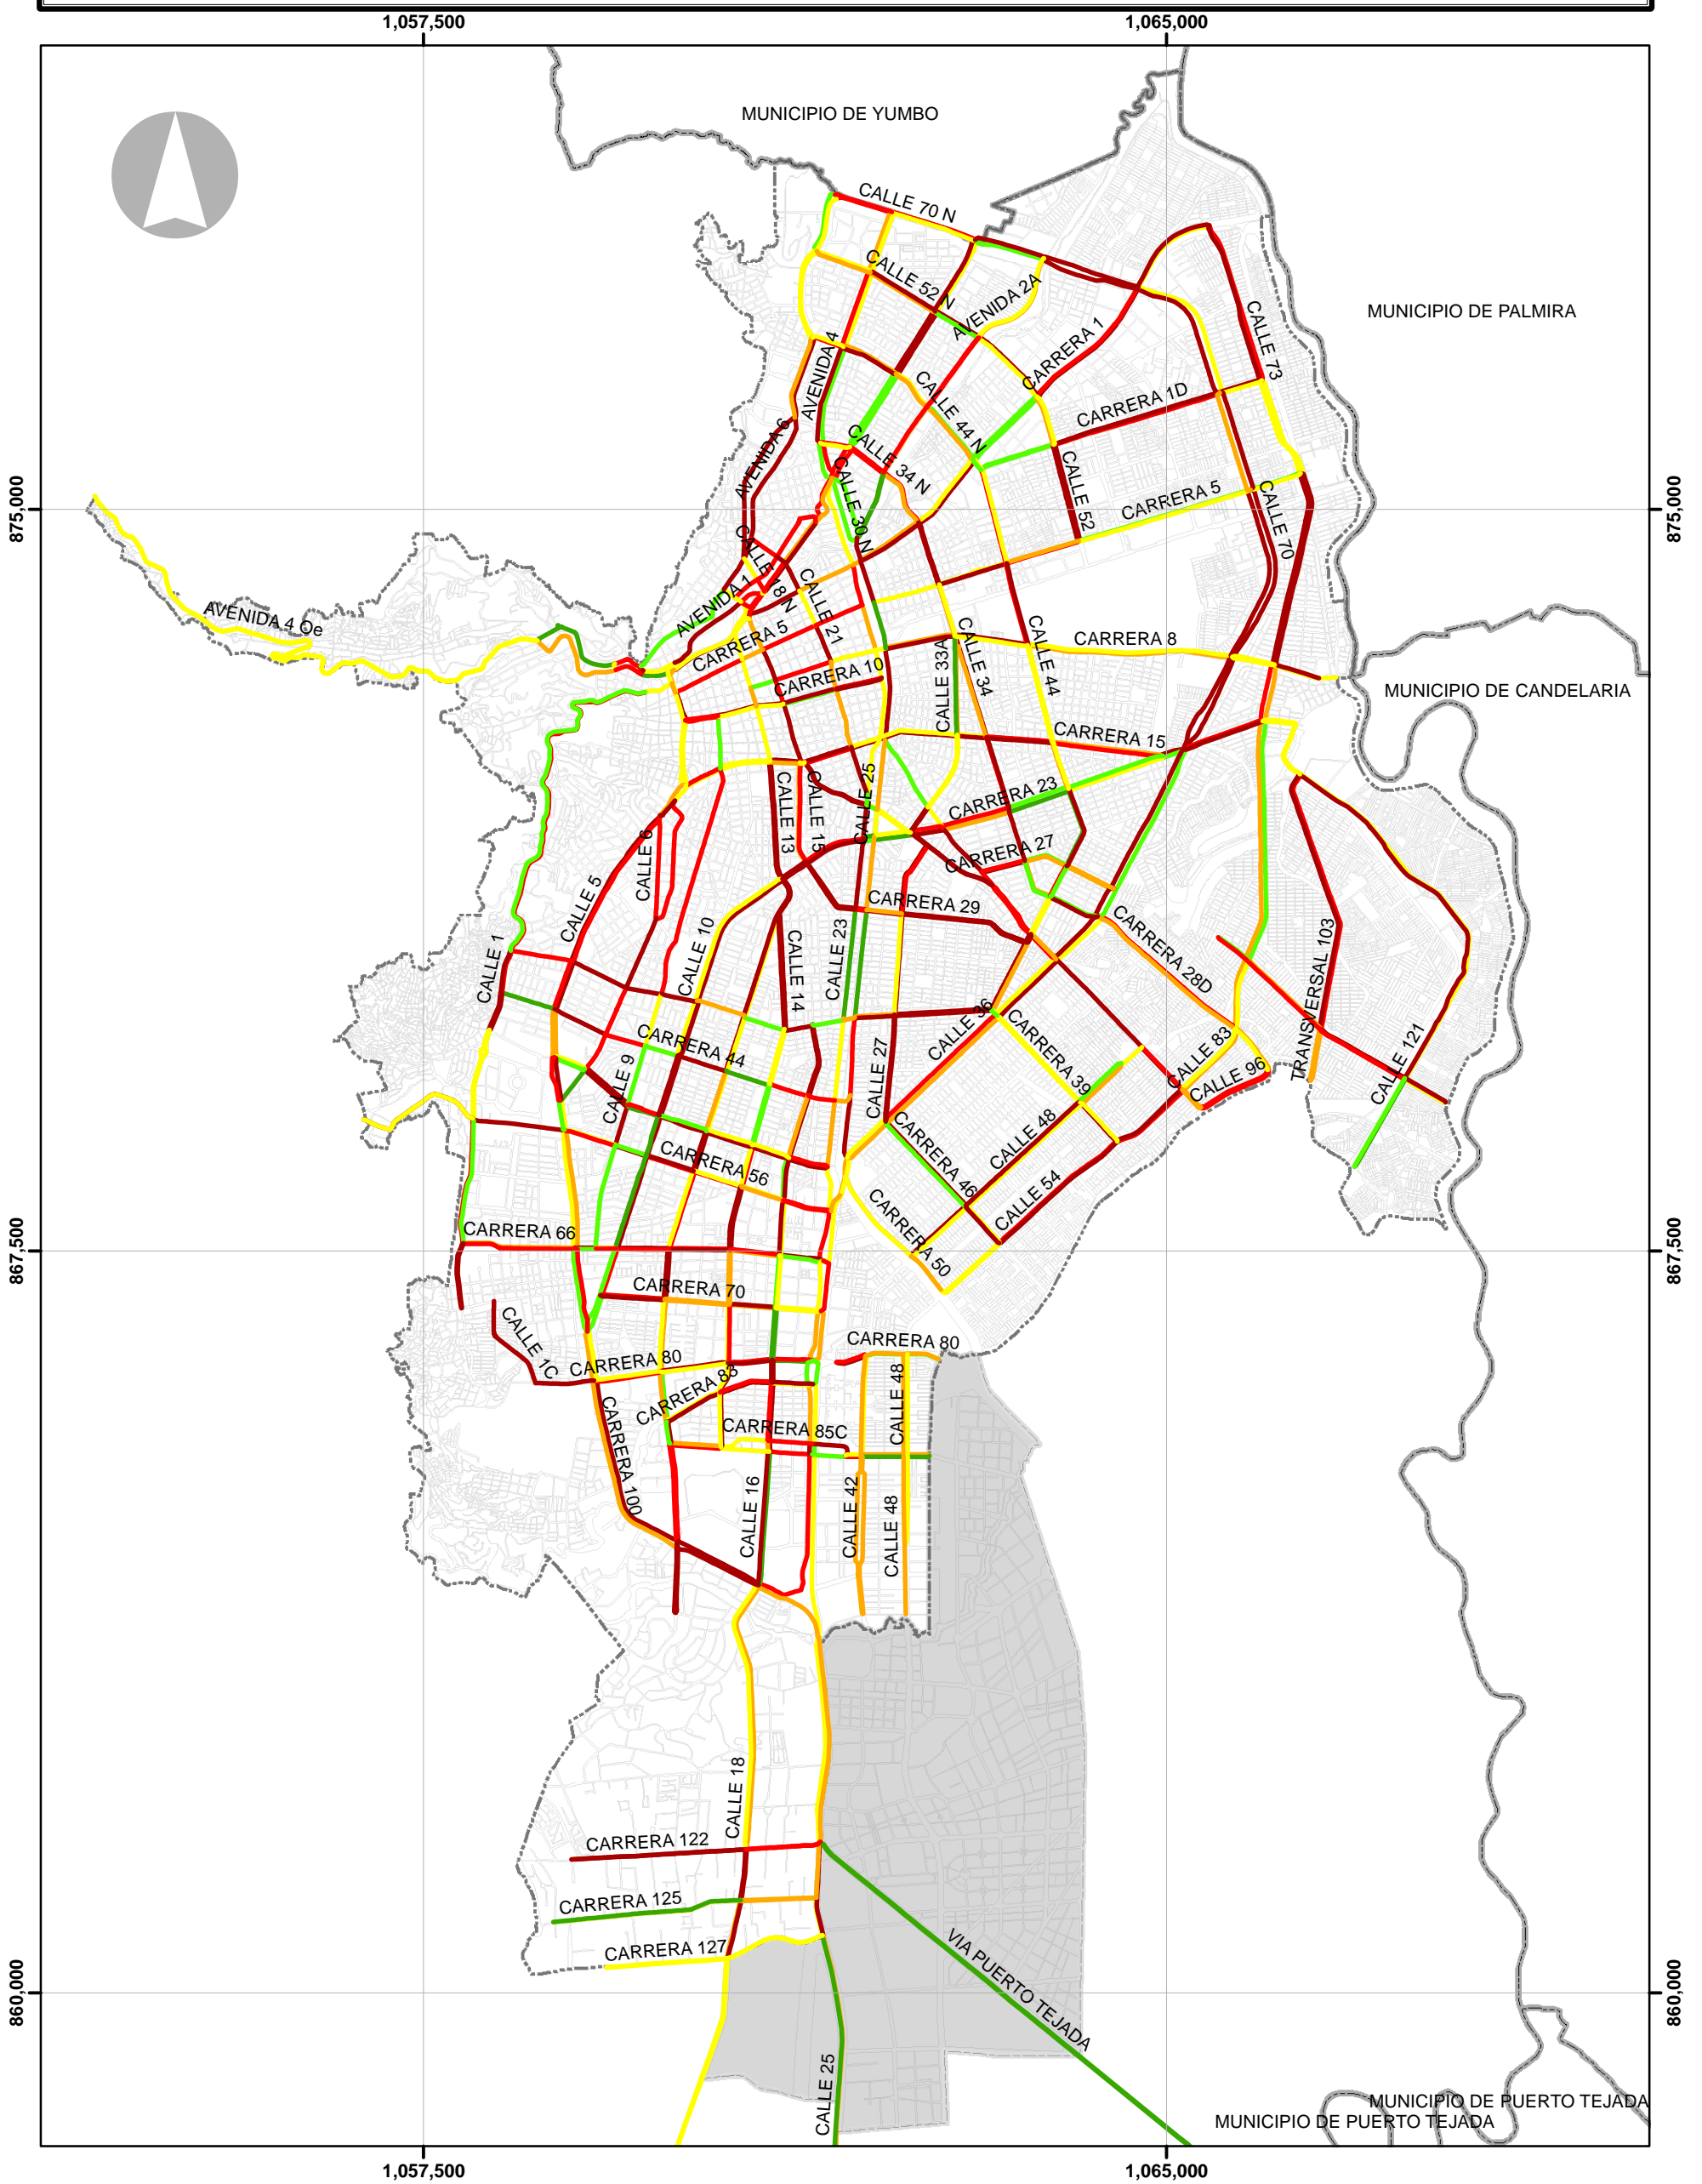 1,057,500
1,065,000
MUNICIPIO DE YUMBO
CALLE 70 N
CALLE 52 N
AVENIDA 2A
MUNICIPIO DE PALMIRA
CALLE 73
CARRERA 1
AVENIDA 4
CALLE 44 N
CARRERA 1D
AVENIDA 6
CALLE 34 N
CALLE 30 N
CALLE 52
CARRERA 5
CALLE 70
875,000
875,000
CALLE 18 N
AVENIDA 1
CALLE 21
AVENIDA 4 Oe
CARRERA 5
CARRERA 8
CALLE 33A
CALLE 34
CALLE 44
CARRERA 10
MUNICIPIO DE CANDELARIA
CARRERA 15
CALLE 25
CALLE 13
CALLE 15
CARRERA 23
CALLE 6
CARRERA 27
CALLE 5
CARRERA 29
CALLE 10
CALLE 23
CARRERA 28D
CALLE 1
CALLE 14
TRANSVERSAL 103
CALLE 36
CARRERA 44
CARRERA 39
CALLE 83
CALLE 9
CALLE 27
CALLE 96
CALLE 121
CALLE 48
CARRERA 46
CARRERA 56
CALLE 54
CARRERA 50
CARRERA 66
867,500
867,500
CARRERA 70
CALLE 1C
CARRERA 80
CARRERA 80
CARRERA 83
CALLE 48
CARRERA 85C
CARRERA 100
CALLE 16
CALLE 42
CALLE 48
CALLE 18
CARRERA 122
CARRERA 125
CARRERA 127
VIA PUERTO TEJADA
860,000
860,000
CALLE 25
MUNICIPIO DE PUERTO TEJADA
MUNICIPIO DE PUERTO TEJADA
1,057,500
1,065,000